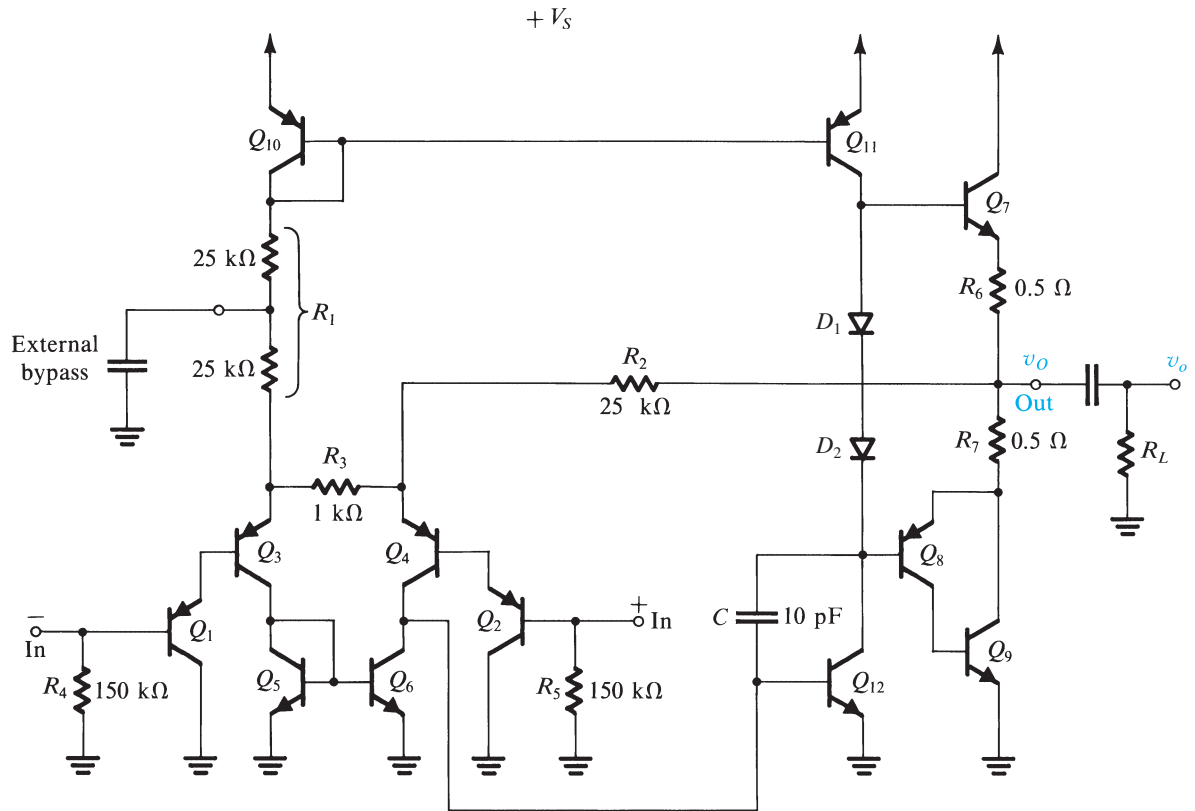 + V_S
Q_10
Q_11
Q_7
25 kΩ
R_1
R_6 0.5 Ω
D_1
External
bypass
25 kΩ
R_2
25 kΩ
v_O
Out
v_o
D_2
R_7 0.5 Ω
R_L
R_3
1 kΩ
Q_3
Q_4
Q_8
−
In
Q_1
Q_2
+
In
C 10 pF
R_4 150 kΩ
Q_5
Q_6
R_5 150 kΩ
Q_12
Q_9